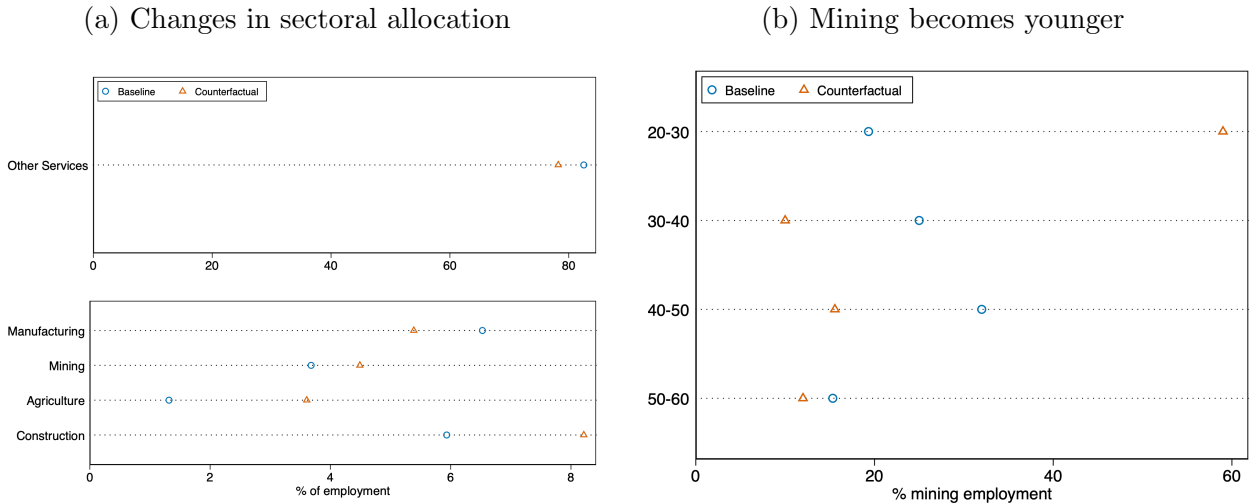 (a) Changes in sectoral allocation
Baseline Counterfactual
Other Services
0 20 40 60 80
Manufacturing
Mining
Agriculture
Construction
0 2 4 6 8
% of employment
(b) Mining becomes younger
Baseline Counterfactual
20-30
30-40
40-50
50-60
0 20 40 60
% mining employment